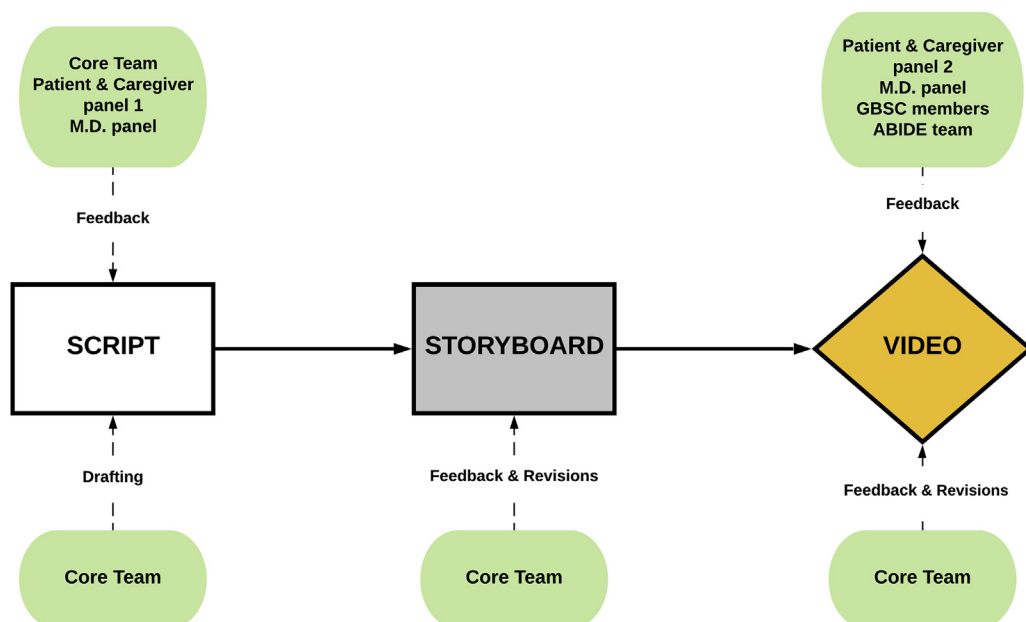 Core Team
Patient & Caregiver
panel 1
M.D. panel
Patient & Caregiver
panel 2
M.D. panel
GBSC members
ABIDE team
Feedback
Feedback
SCRIPT
STORYBOARD
VIDEO
Drafting
Feedback & Revisions
Feedback & Revisions
Core Team
Core Team
Core Team